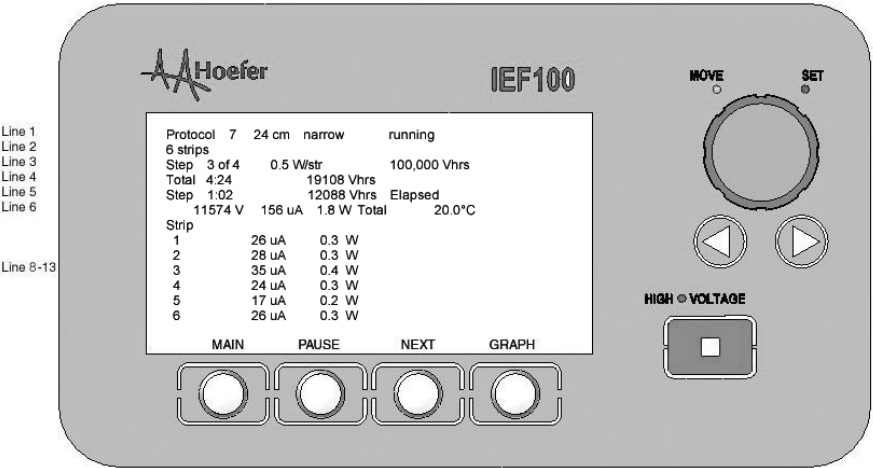 Hoefer
IEF100
MOVE SET
Line 1
Line 2
Line 3
Line 4
Line 5
Line 6
Line 8-13
Protocol 7 24 cm narrow running
6 strips
Step 3 of 4 0.5 W/str 100,000 Vhrs
Total 4:24 19108 Vhrs
Step 1:02 12088 Vhrs Elapsed
11574 V 156 uA 1.8 W Total 20.0°C
Strip
1 26 uA 0.3 W
2 28 uA 0.3 W
3 35 uA 0.4 W
4 24 uA 0.3 W
5 17 uA 0.2 W
6 26 uA 0.3 W
MAIN PAUSE NEXT GRAPH
HIGH VOLTAGE